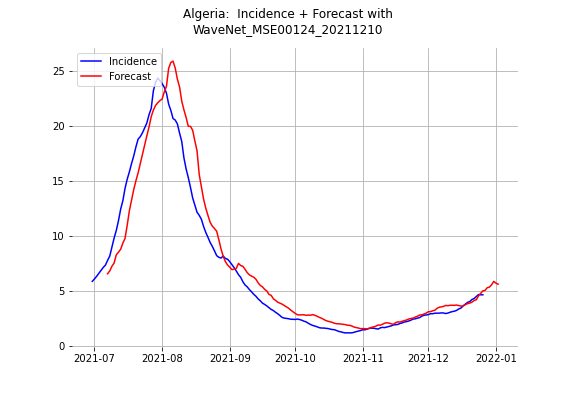 Algeria:  Incidence + Forecast with
WaveNet_MSE00124_20211210
Incidence
Forecast
25
20
15
10
5
0
2021-07 2021-08 2021-09 2021-10 2021-11 2021-12 2022-01